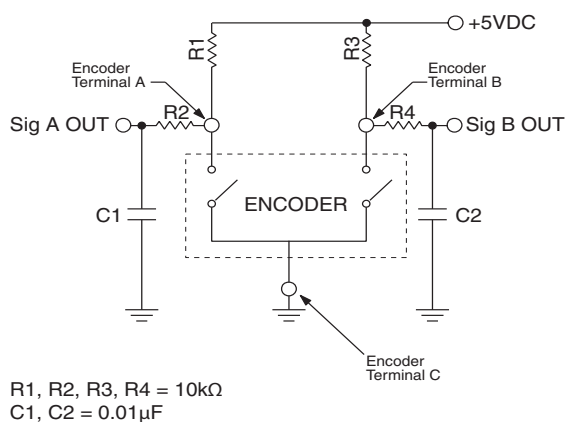 +5VDC
R1
R3
Encoder
Terminal A
Encoder
Terminal B
R2
R4
Sig A OUT
Sig B OUT
ENCODER
C1
C2
Encoder
Terminal C
R1, R2, R3, R4 = 10kΩ
C1, C2 = 0.01µF